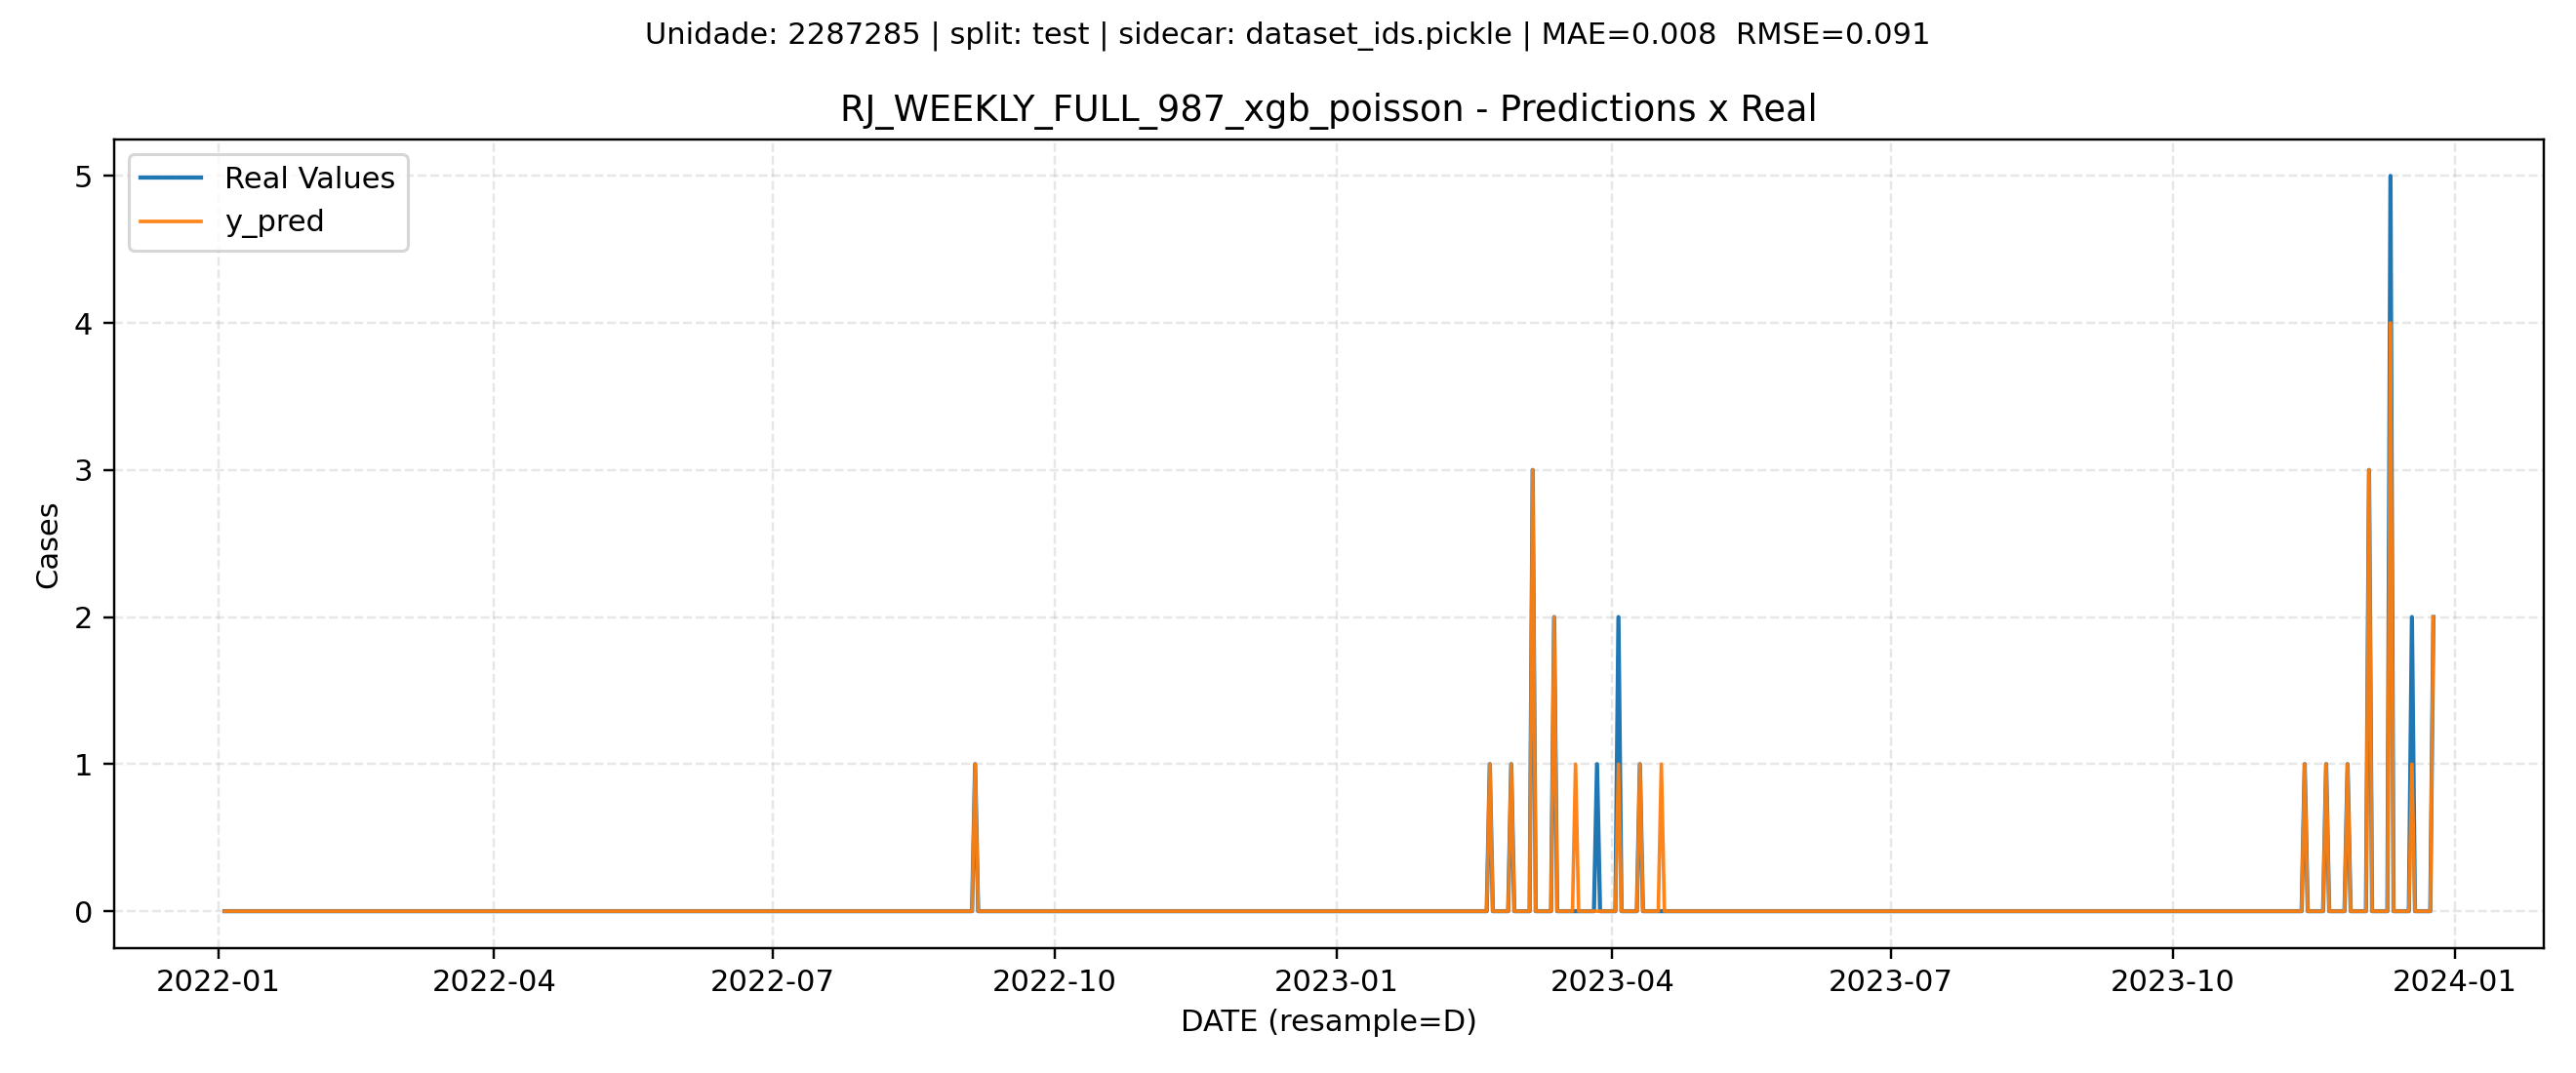 Unidade: 2287285 | split: test | sidecar: dataset_ids.pickle | MAE=0.008  RMSE=0.091
RJ_WEEKLY_FULL_987_xgb_poisson - Predictions x Real
Real Values
y_pred
5
4
3
2
1
0
Cases
2022-01
2022-04
2022-07
2022-10
2023-01
2023-04
2023-07
2023-10
2024-01
DATE (resample=D)